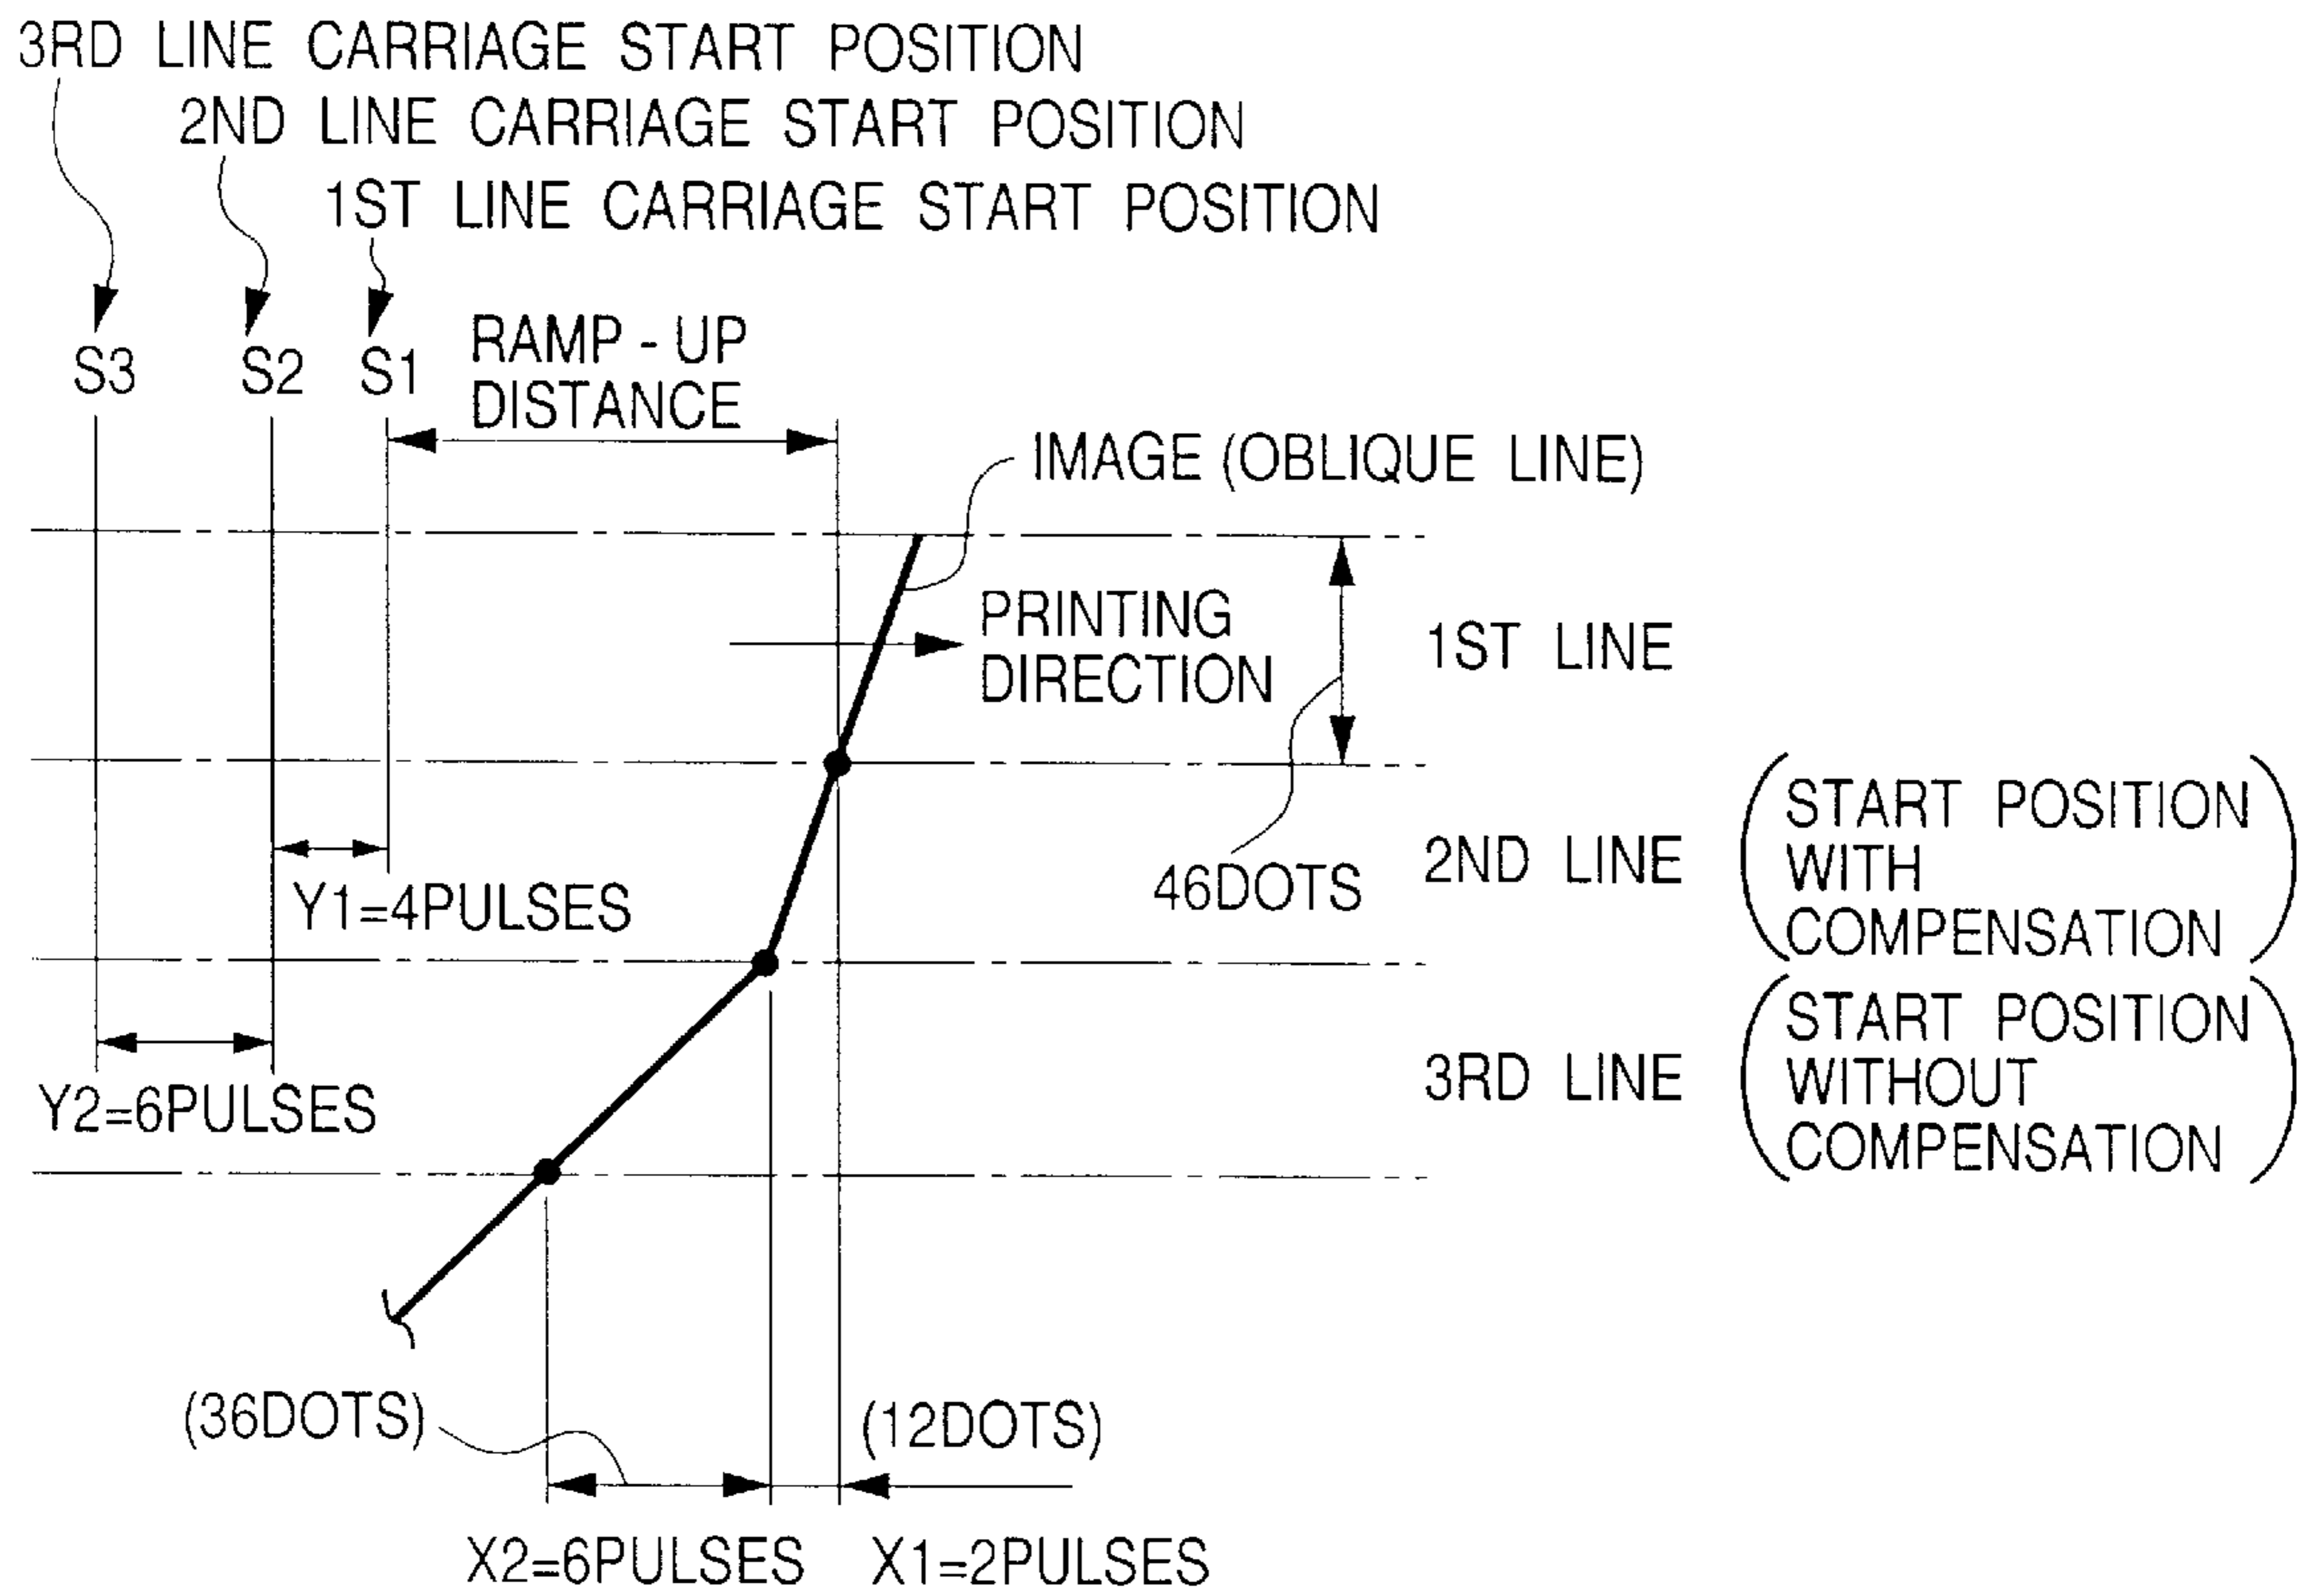 3RD LINE CARRIAGE START POSITION
2ND LINE CARRIAGE START POSITION
1ST LINE CARRIAGE START POSITION
S3
S2
S1
RAMP - UP
DISTANCE
IMAGE (OBLIQUE LINE)
PRINTING
DIRECTION
1ST LINE
46DOTS
2ND LINE
START POSITION
WITH
COMPENSATION
Y1=4PULSES
3RD LINE
START POSITION
WITHOUT
COMPENSATION
Y2=6PULSES
(36DOTS)
(12DOTS)
X2=6PULSES
X1=2PULSES